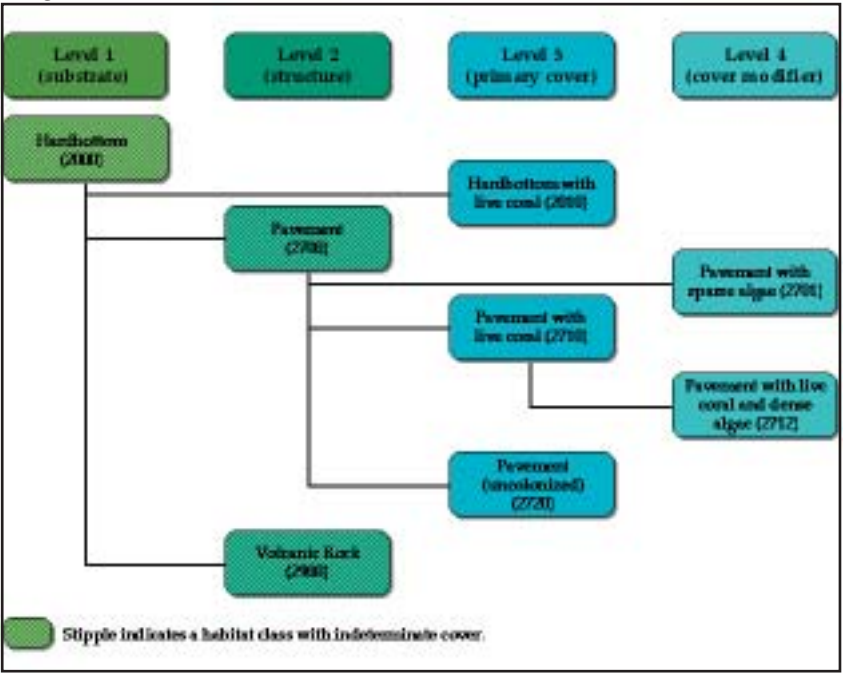 Level 1
(substrate)
Level 2
(structure)
Level 3
(primary cover)
Level 4
(cover modifier)
Hardbottom
(2000)
Hardbottom with
live coral (2010)
Pavement
(2700)
Pavement with
sparse algae (2701)
Pavement with
live coral (2710)
Pavement with live
coral and dense
algae (2712)
Pavement
(uncolonized)
(2720)
Volcanic Rock
(2900)
Stipple indicates a habitat class with indeterminate cover.